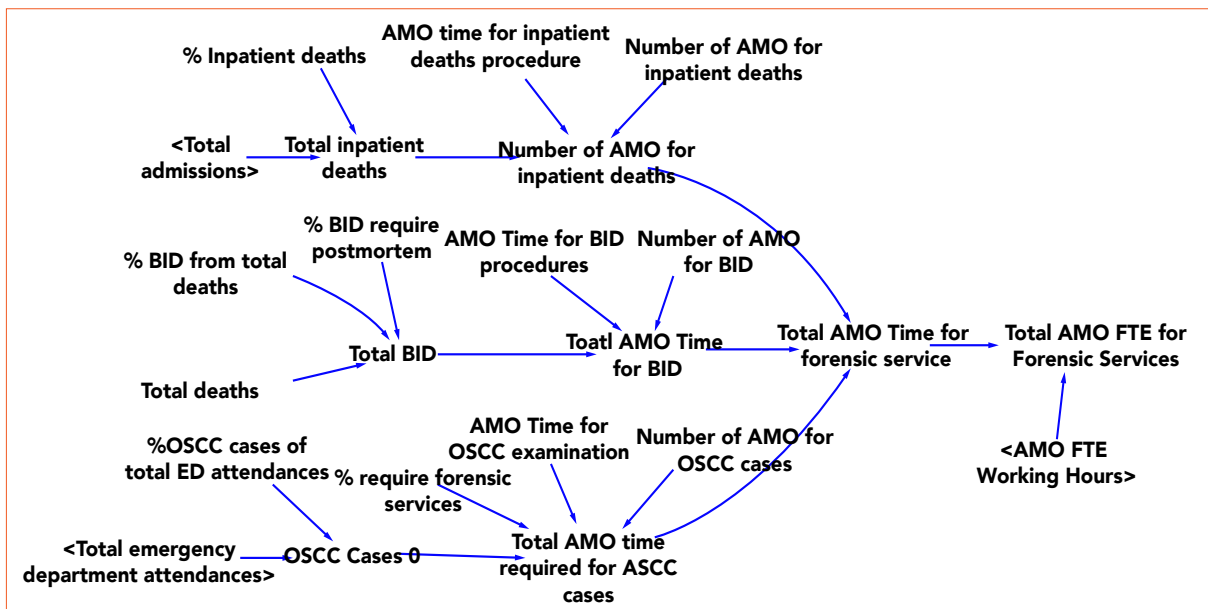 AMO time for inpatient
deaths procedure
Number of AMO for
inpatient deaths
% Inpatient deaths
<Total
admissions>
Total inpatient
deaths
Number of AMO for
inpatient deaths
% BID require
postmortem
% BID from total
deaths
AMO Time for BID
procedures
Number of AMO
for BID
Total BID
Toatl AMO Time
for BID
Total AMO Time for
forensic service
Total AMO FTE for
Forensic Services
Total deaths
%OSCC cases of
total ED attendances
% require forensic
services
AMO Time for
OSCC examination
Number of AMO for
OSCC cases
<AMO FTE
Working Hours>
<Total emergency
department attendances>
OSCC Cases 0
Total AMO time
required for ASCC
cases